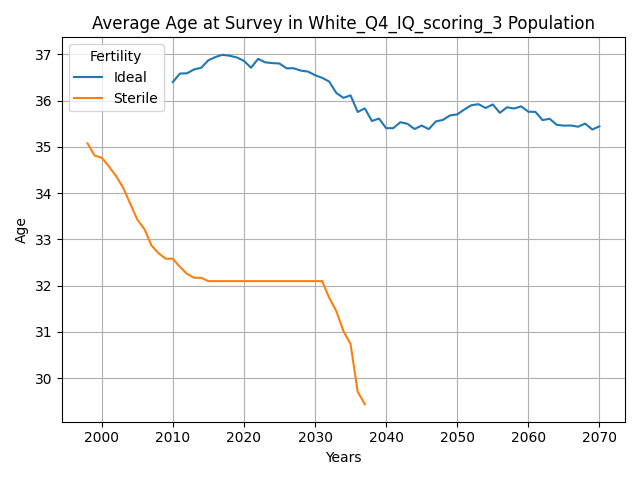 Average Age at Survey in White_Q4_IQ_scoring_3 Population
Fertility
Ideal
Sterile
37
36
35
34
33
32
31
30
Age
2000 2010 2020 2030 2040 2050 2060 2070
Years